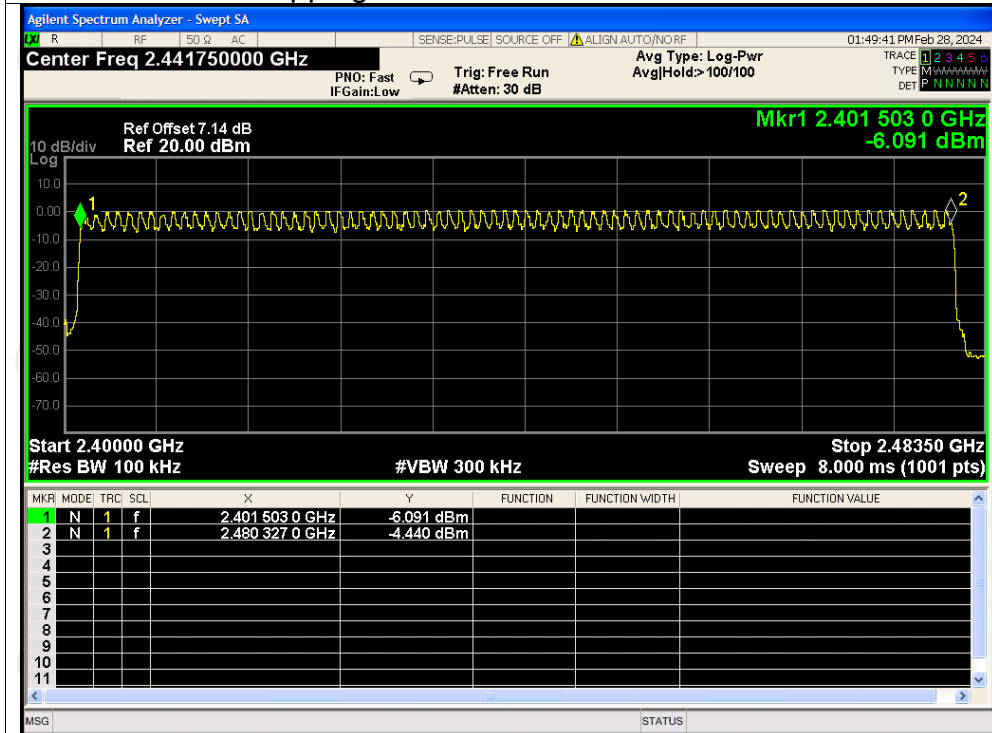 Agilent Spectrum Analyzer - Swept SA
LXI R RF 50 Ω AC SENSE:PULSE SOURCE OFF ALIGN AUTO/NO RF 01:49:41 PM Feb 28, 2024
Center Freq 2.441750000 GHz
PNO: Fast
IFGain:Low
Trig: Free Run
#Atten: 30 dB
Avg Type: Log-Pwr
Avg|Hold:>100/100
TRACE 1 2 3 4 5 6
TYPE M
DET P N N N N N
Mkr1 2.401 503 0 GHz
-6.091 dBm
Ref Offset 7.14 dB
10 dB/div Ref 20.00 dBm
Log
10.0
0.00
-10.0
-20.0
-30.0
-40.0
-50.0
-60.0
-70.0
1
2
Start 2.40000 GHz Stop 2.48350 GHz
#Res BW 100 kHz #VBW 300 kHz Sweep 8.000 ms (1001 pts)
MKR MODE TRC SCL X Y FUNCTION FUNCTION WIDTH FUNCTION VALUE
1 N 1 f 2.401 503 0 GHz -6.091 dBm
2 N 1 f 2.480 327 0 GHz -4.440 dBm
3
4
5
6
7
8
9
10
11
MSG STATUS